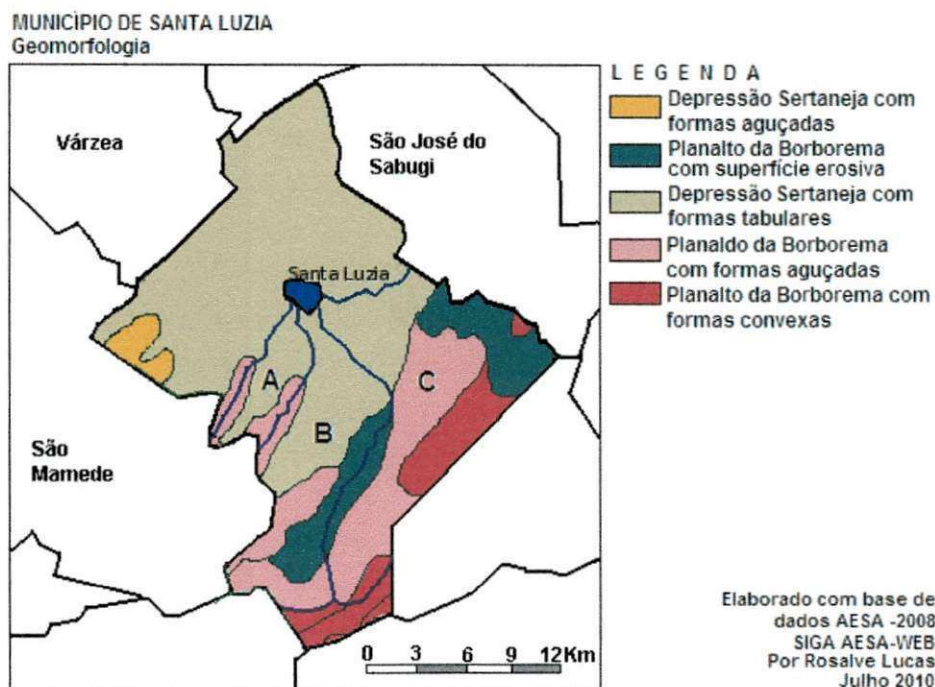 MUNICÌPIO DE SANTA LUZIA
Geomorfologia
Várzea
São José do
Sabugi
Santa Luzia
A
B
C
São
Mamede
0 3 6 9 12Km
L E G E N D A
Depressão Sertaneja com
formas aguçadas
Planalto da Borborema
com superfície erosiva
Depressão Sertaneja com
formas tabulares
Planaldo da Borborema
com formas aguçadas
Planalto da Borborema com
formas convexas
Elaborado com base de
dados AESA -2008
SIGA AESA-WEB
Por Rosalve Lucas
Julho 2010